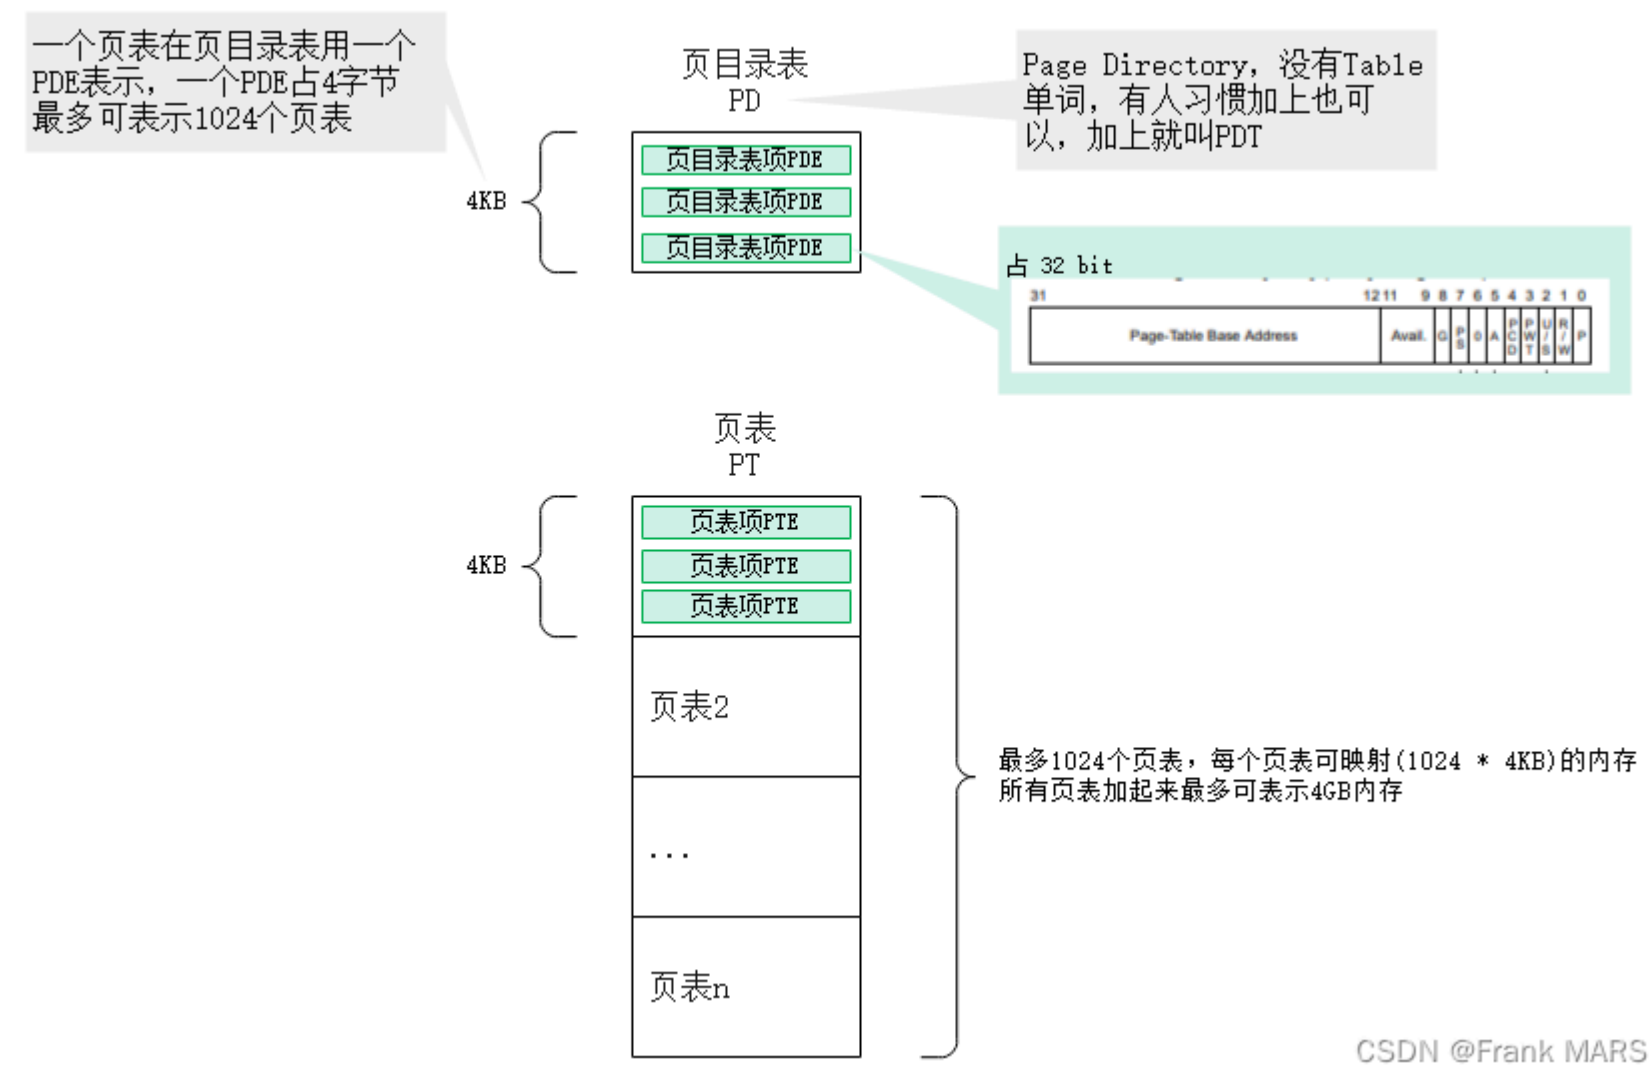 一个页表在页目录表用一个
PDE表示，一个PDE占4字节
最多可表示1024个页表
页目录表
PD
Page Directory，没有Table
单词，有人习惯加上也可
以，加上就叫PDT
4KB
页目录表项PDE
页目录表项PDE
页目录表项PDE
占 32 bit
31 12 11 9 8 7 6 5 4 3 2 1 0
Page-Table Base Address Avail. G PS 0 A PCD PWT U/S R/W P
页表
PT
4KB
页表项PTE
页表项PTE
页表项PTE
页表2
最多1024个页表，每个页表可映射(1024 * 4KB)的内存
所有页表加起来最多可表示4GB内存
...
页表n
CSDN @Frank MARS